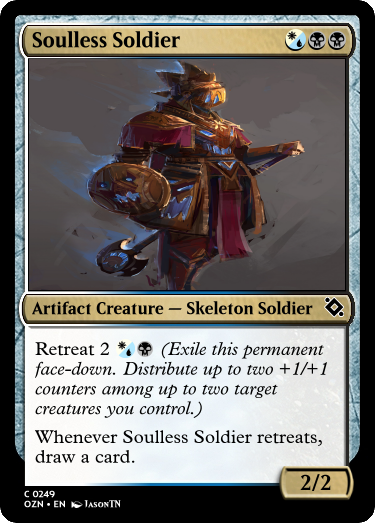 Soulless Soldier
Artifact Creature — Skeleton Soldier
Retreat 2 (Exile this permanent
face-down. Distribute up to two +1/+1
counters among up to two target
creatures you control.)
Whenever Soulless Soldier retreats,
draw a card.
2/2
C 0249
OZN • EN JASONTN